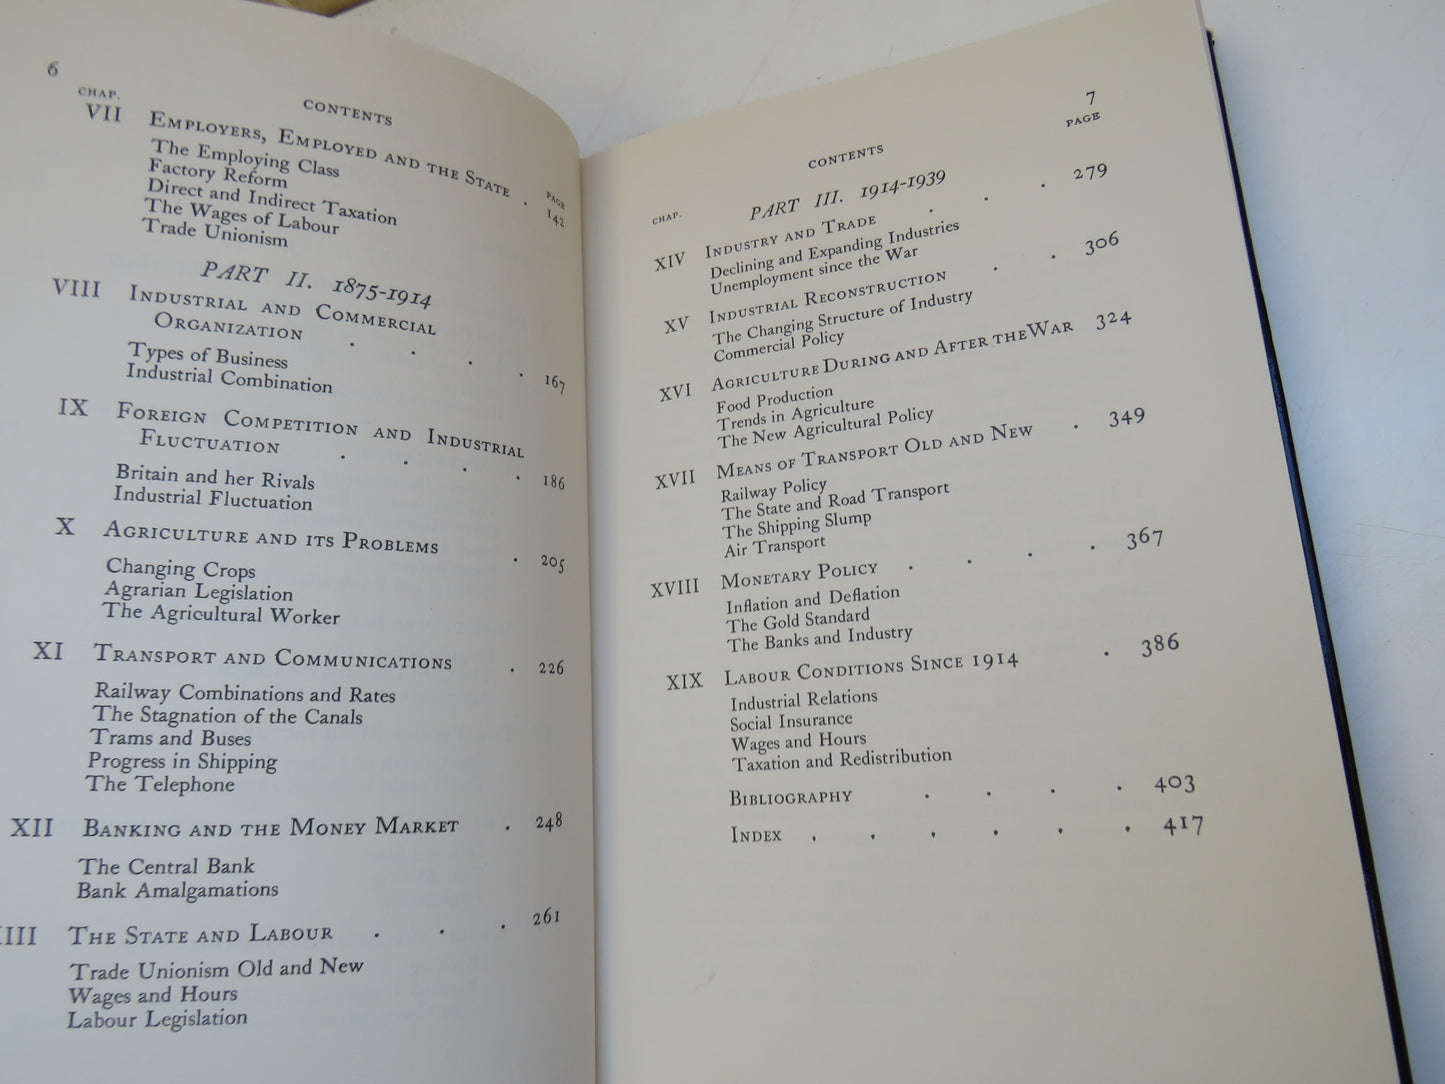 6
CONTENTS
CHAP.
PAGE
VII EMPLOYERS, EMPLOYED AND THE STATE . 142
The Employing Class
Factory Reform
Direct and Indirect Taxation
The Wages of Labour
Trade Unionism
PART II. 1875-1914
VIII INDUSTRIAL AND COMMERCIAL
ORGANIZATION . . . . 167
Types of Business
Industrial Combination
IX FOREIGN COMPETITION AND INDUSTRIAL
FLUCTUATION . . . . 186
Britain and her Rivals
Industrial Fluctuation
X AGRICULTURE AND ITS PROBLEMS . 205
Changing Crops
Agrarian Legislation
The Agricultural Worker
XI TRANSPORT AND COMMUNICATIONS . 226
Railway Combinations and Rates
The Stagnation of the Canals
Trams and Buses
Progress in Shipping
The Telephone
XII BANKING AND THE MONEY MARKET . 248
The Central Bank
Bank Amalgamations
III THE STATE AND LABOUR . . . 261
Trade Unionism Old and New
Wages and Hours
Labour Legislation
7
CONTENTS
PAGE
CHAP.
PART III. 1914-1939
XIV INDUSTRY AND TRADE . . . 279
Declining and Expanding Industries
Unemployment since the War
XV INDUSTRIAL RECONSTRUCTION . . 306
The Changing Structure of Industry
Commercial Policy
XVI AGRICULTURE DURING AND AFTER THE WAR 324
Food Production
Trends in Agriculture
The New Agricultural Policy
XVII MEANS OF TRANSPORT OLD AND NEW . 349
Railway Policy
The State and Road Transport
The Shipping Slump
Air Transport
XVIII MONETARY POLICY . . . . 367
Inflation and Deflation
The Gold Standard
The Banks and Industry
XIX LABOUR CONDITIONS SINCE 1914 . 386
Industrial Relations
Social Insurance
Wages and Hours
Taxation and Redistribution
BIBLIOGRAPHY . . . . 403
INDEX . . . . . . 417